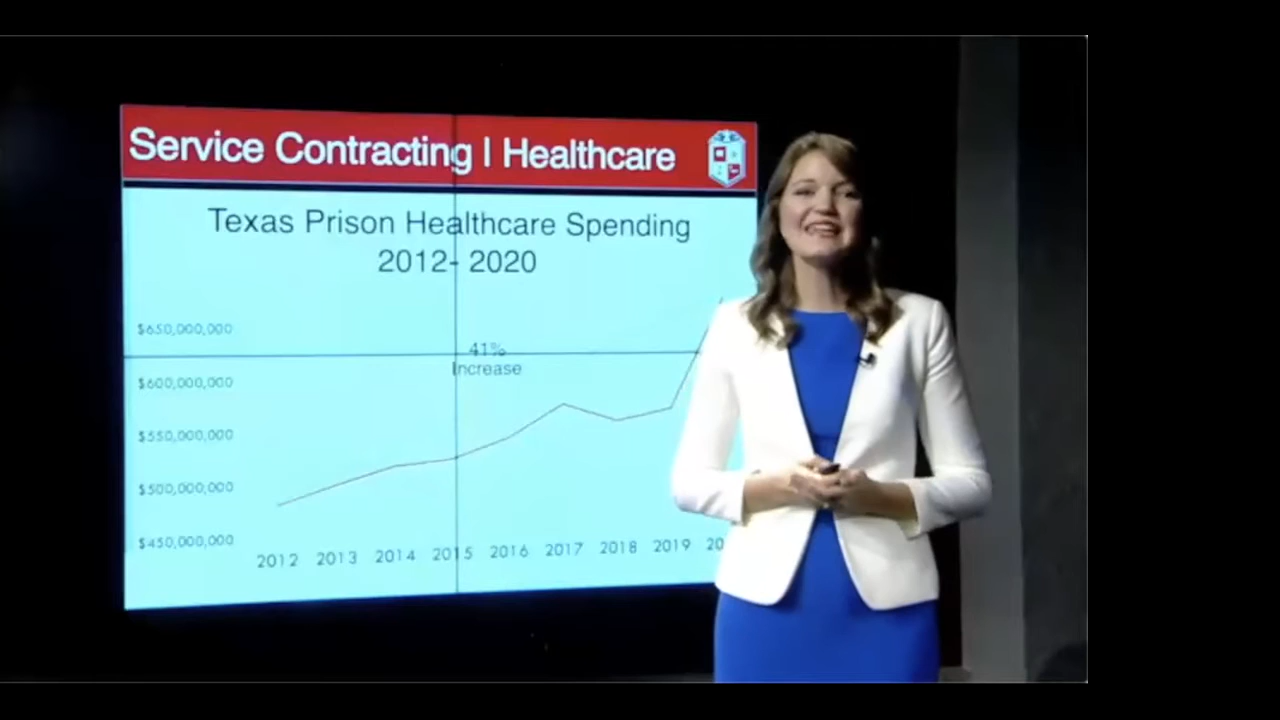 Service Contracting | Healthcare
Texas Prison Healthcare Spending
2012- 2020
$650,000,000
41%
Increase
$600,000,000
$550,000,000
$500,000,000
$450,000,000
2012 2013 2014 2015 2016 2017 2018 2019 20